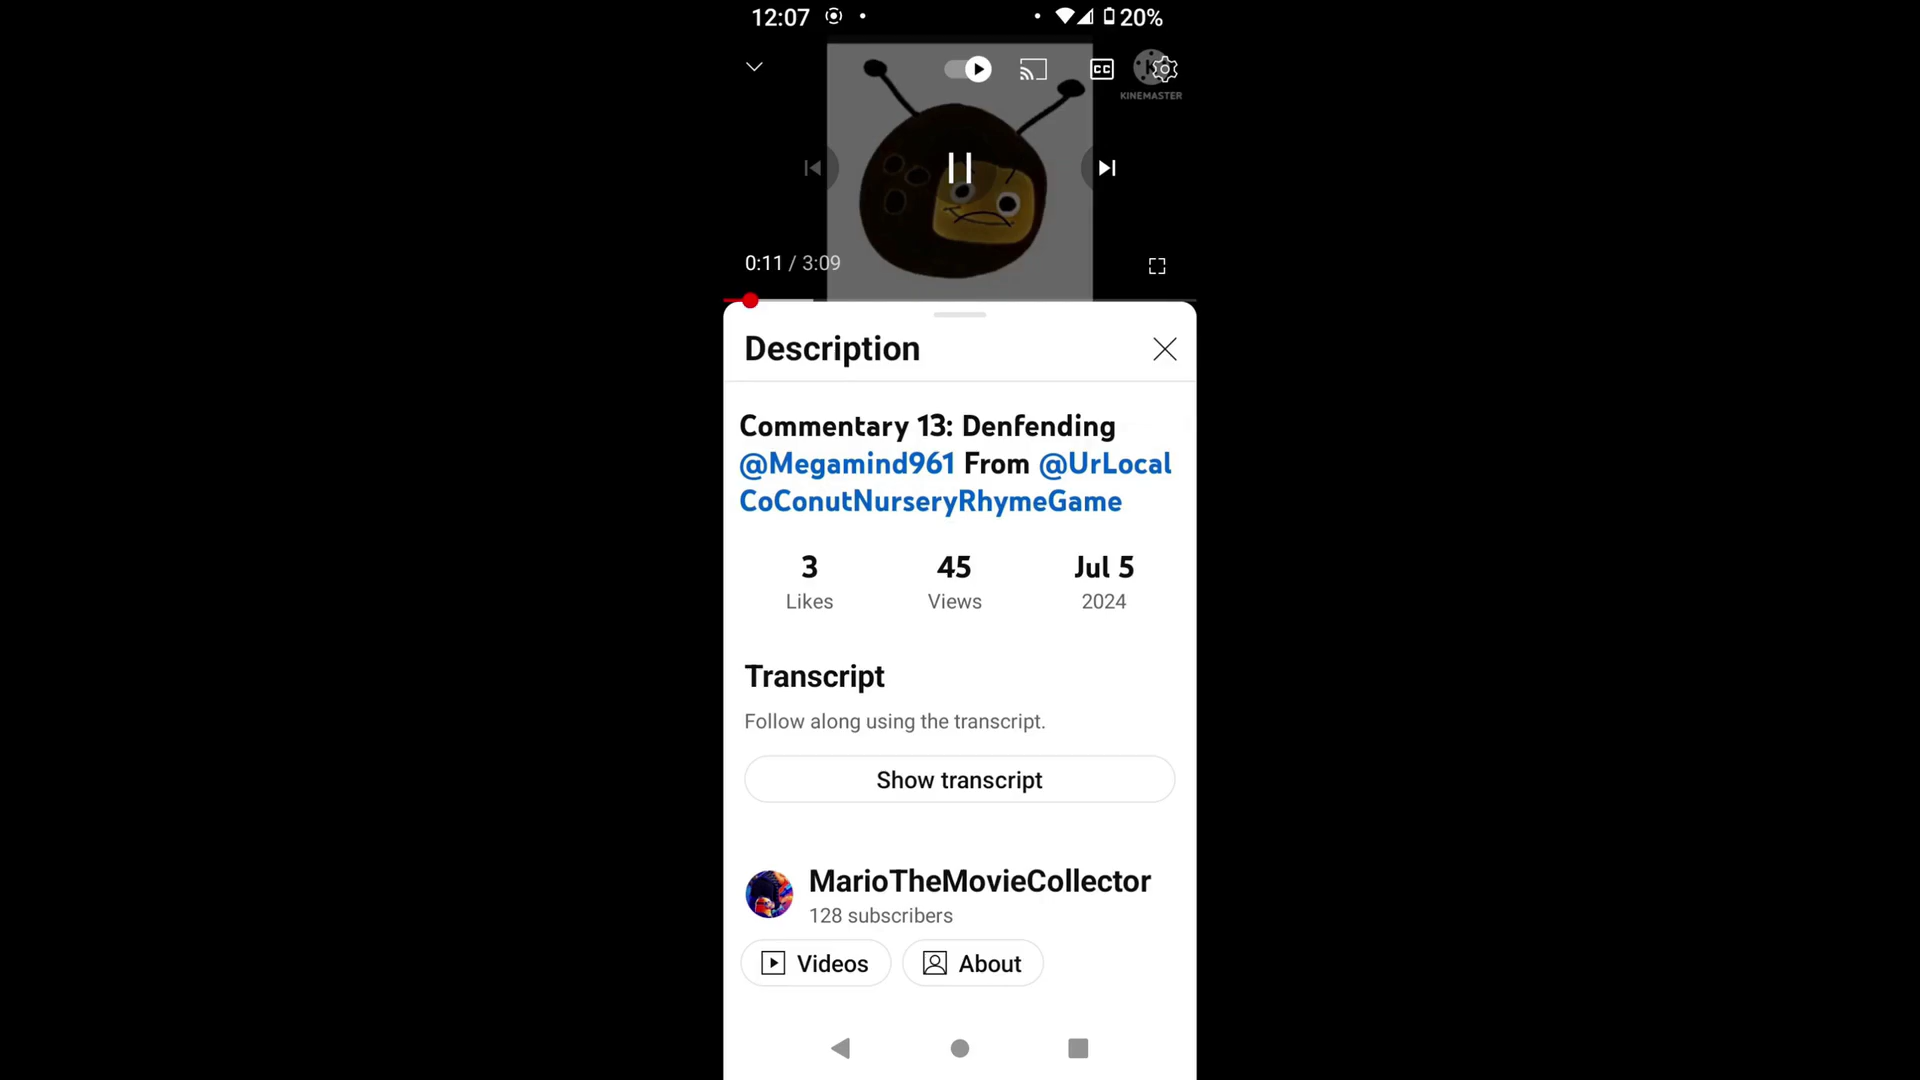 12:07
20%
CC
KINEMASTER
0:11 / 3:09
Description
Commentary 13: Denfending
@Megamind961 From @UrLocal
CoConutNurseryRhymeGame
3 45 Jul 5
Likes Views 2024
Transcript
Follow along using the transcript.
Show transcript
MarioTheMovieCollector
128 subscribers
Videos About